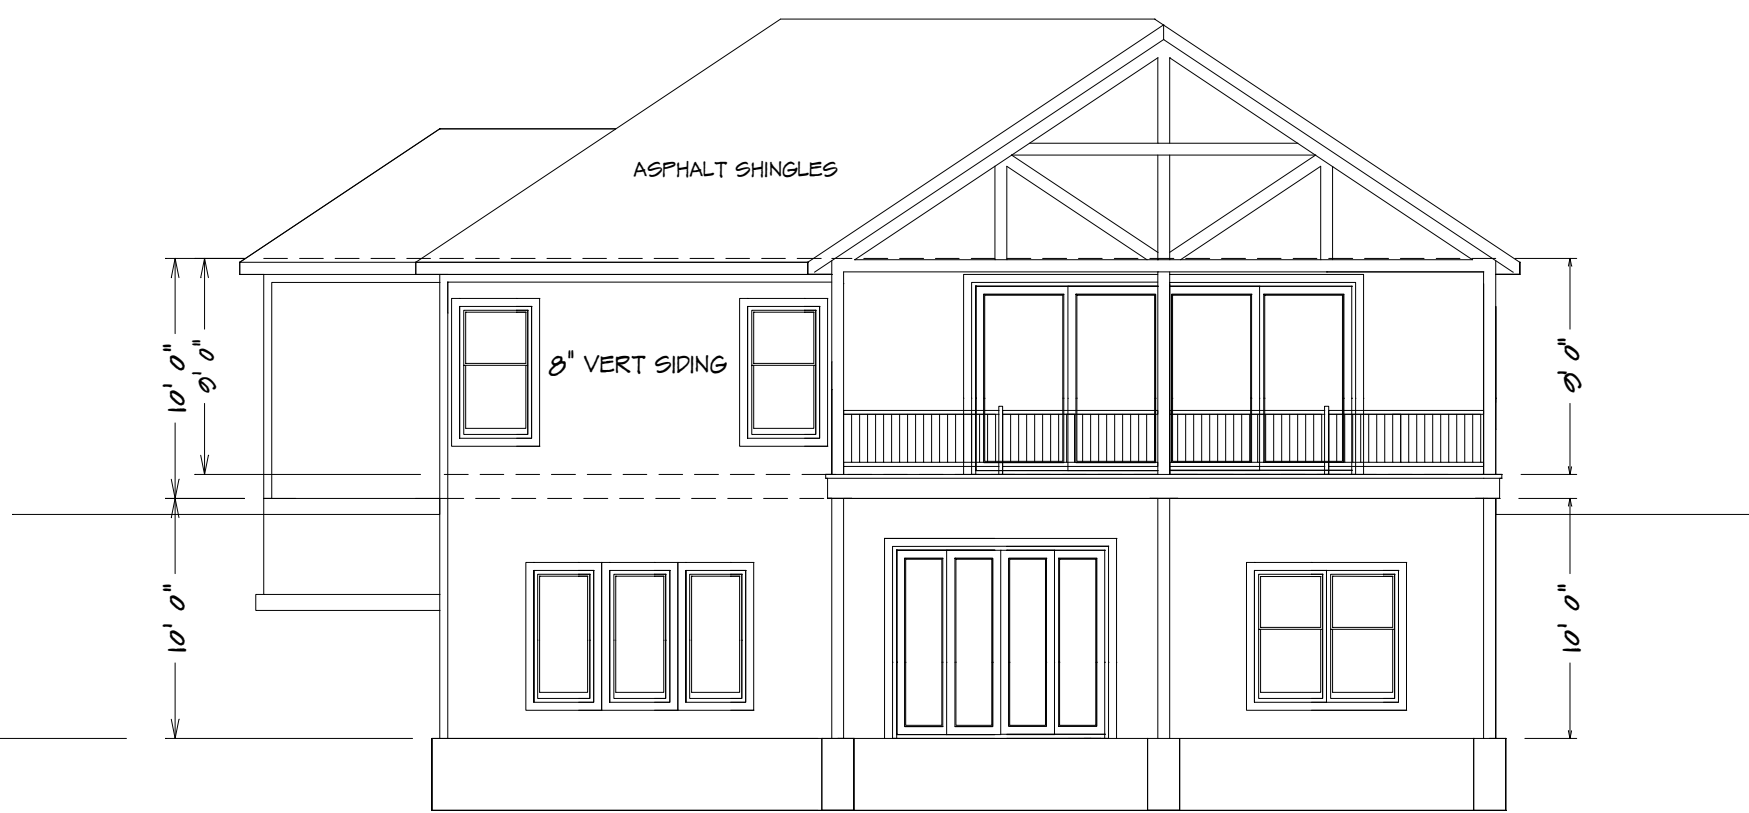 ASPHALT SHINGLES
8" VERT SIDING
10' 0"
9' 0"
9' 0"
10' 0"
10' 0"